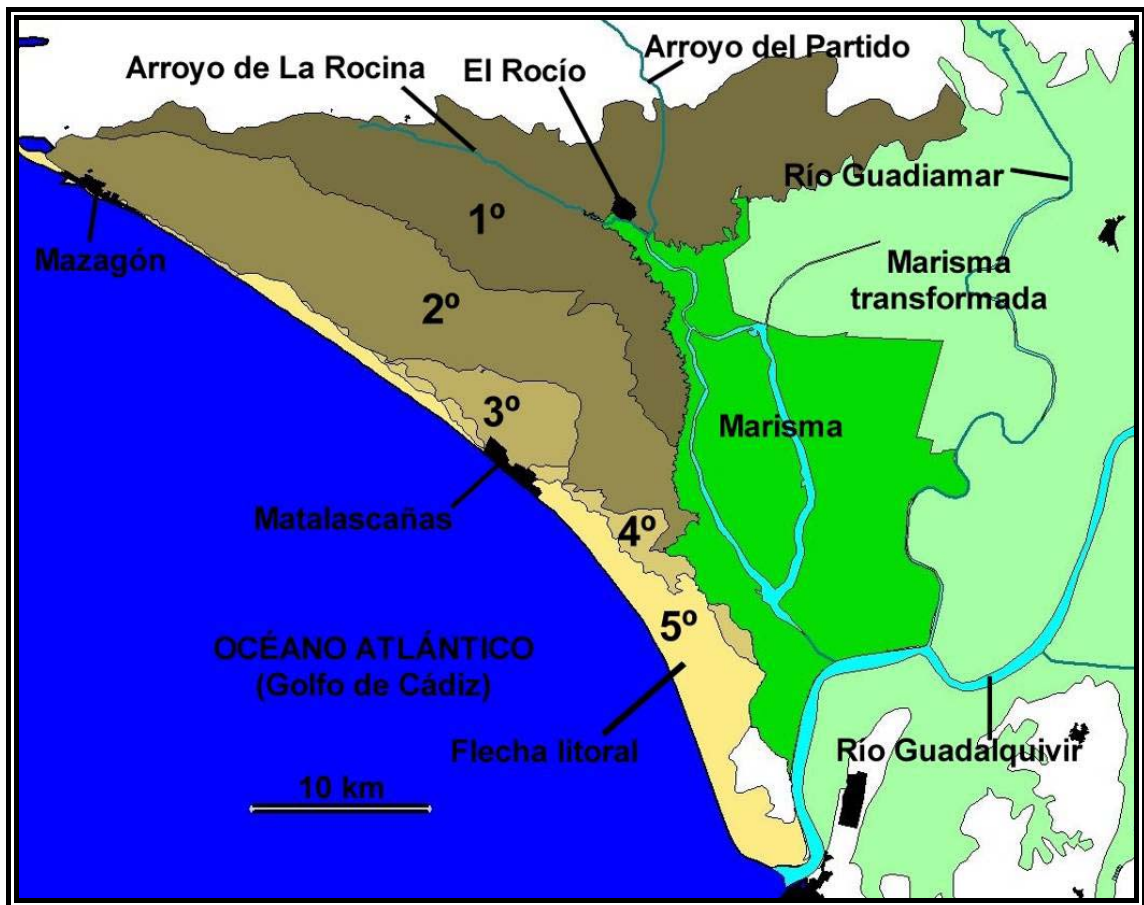 Arroyo del Partido
Arroyo de La Rocina
El Rocío
Río Guadiamar
1º
Mazagón
Marisma
transformada
2º
3º
Marisma
Matalascañas
4º
5º
OCÉANO ATLÁNTICO
(Golfo de Cádiz)
Flecha litoral
Río Guadalquivir
10 km